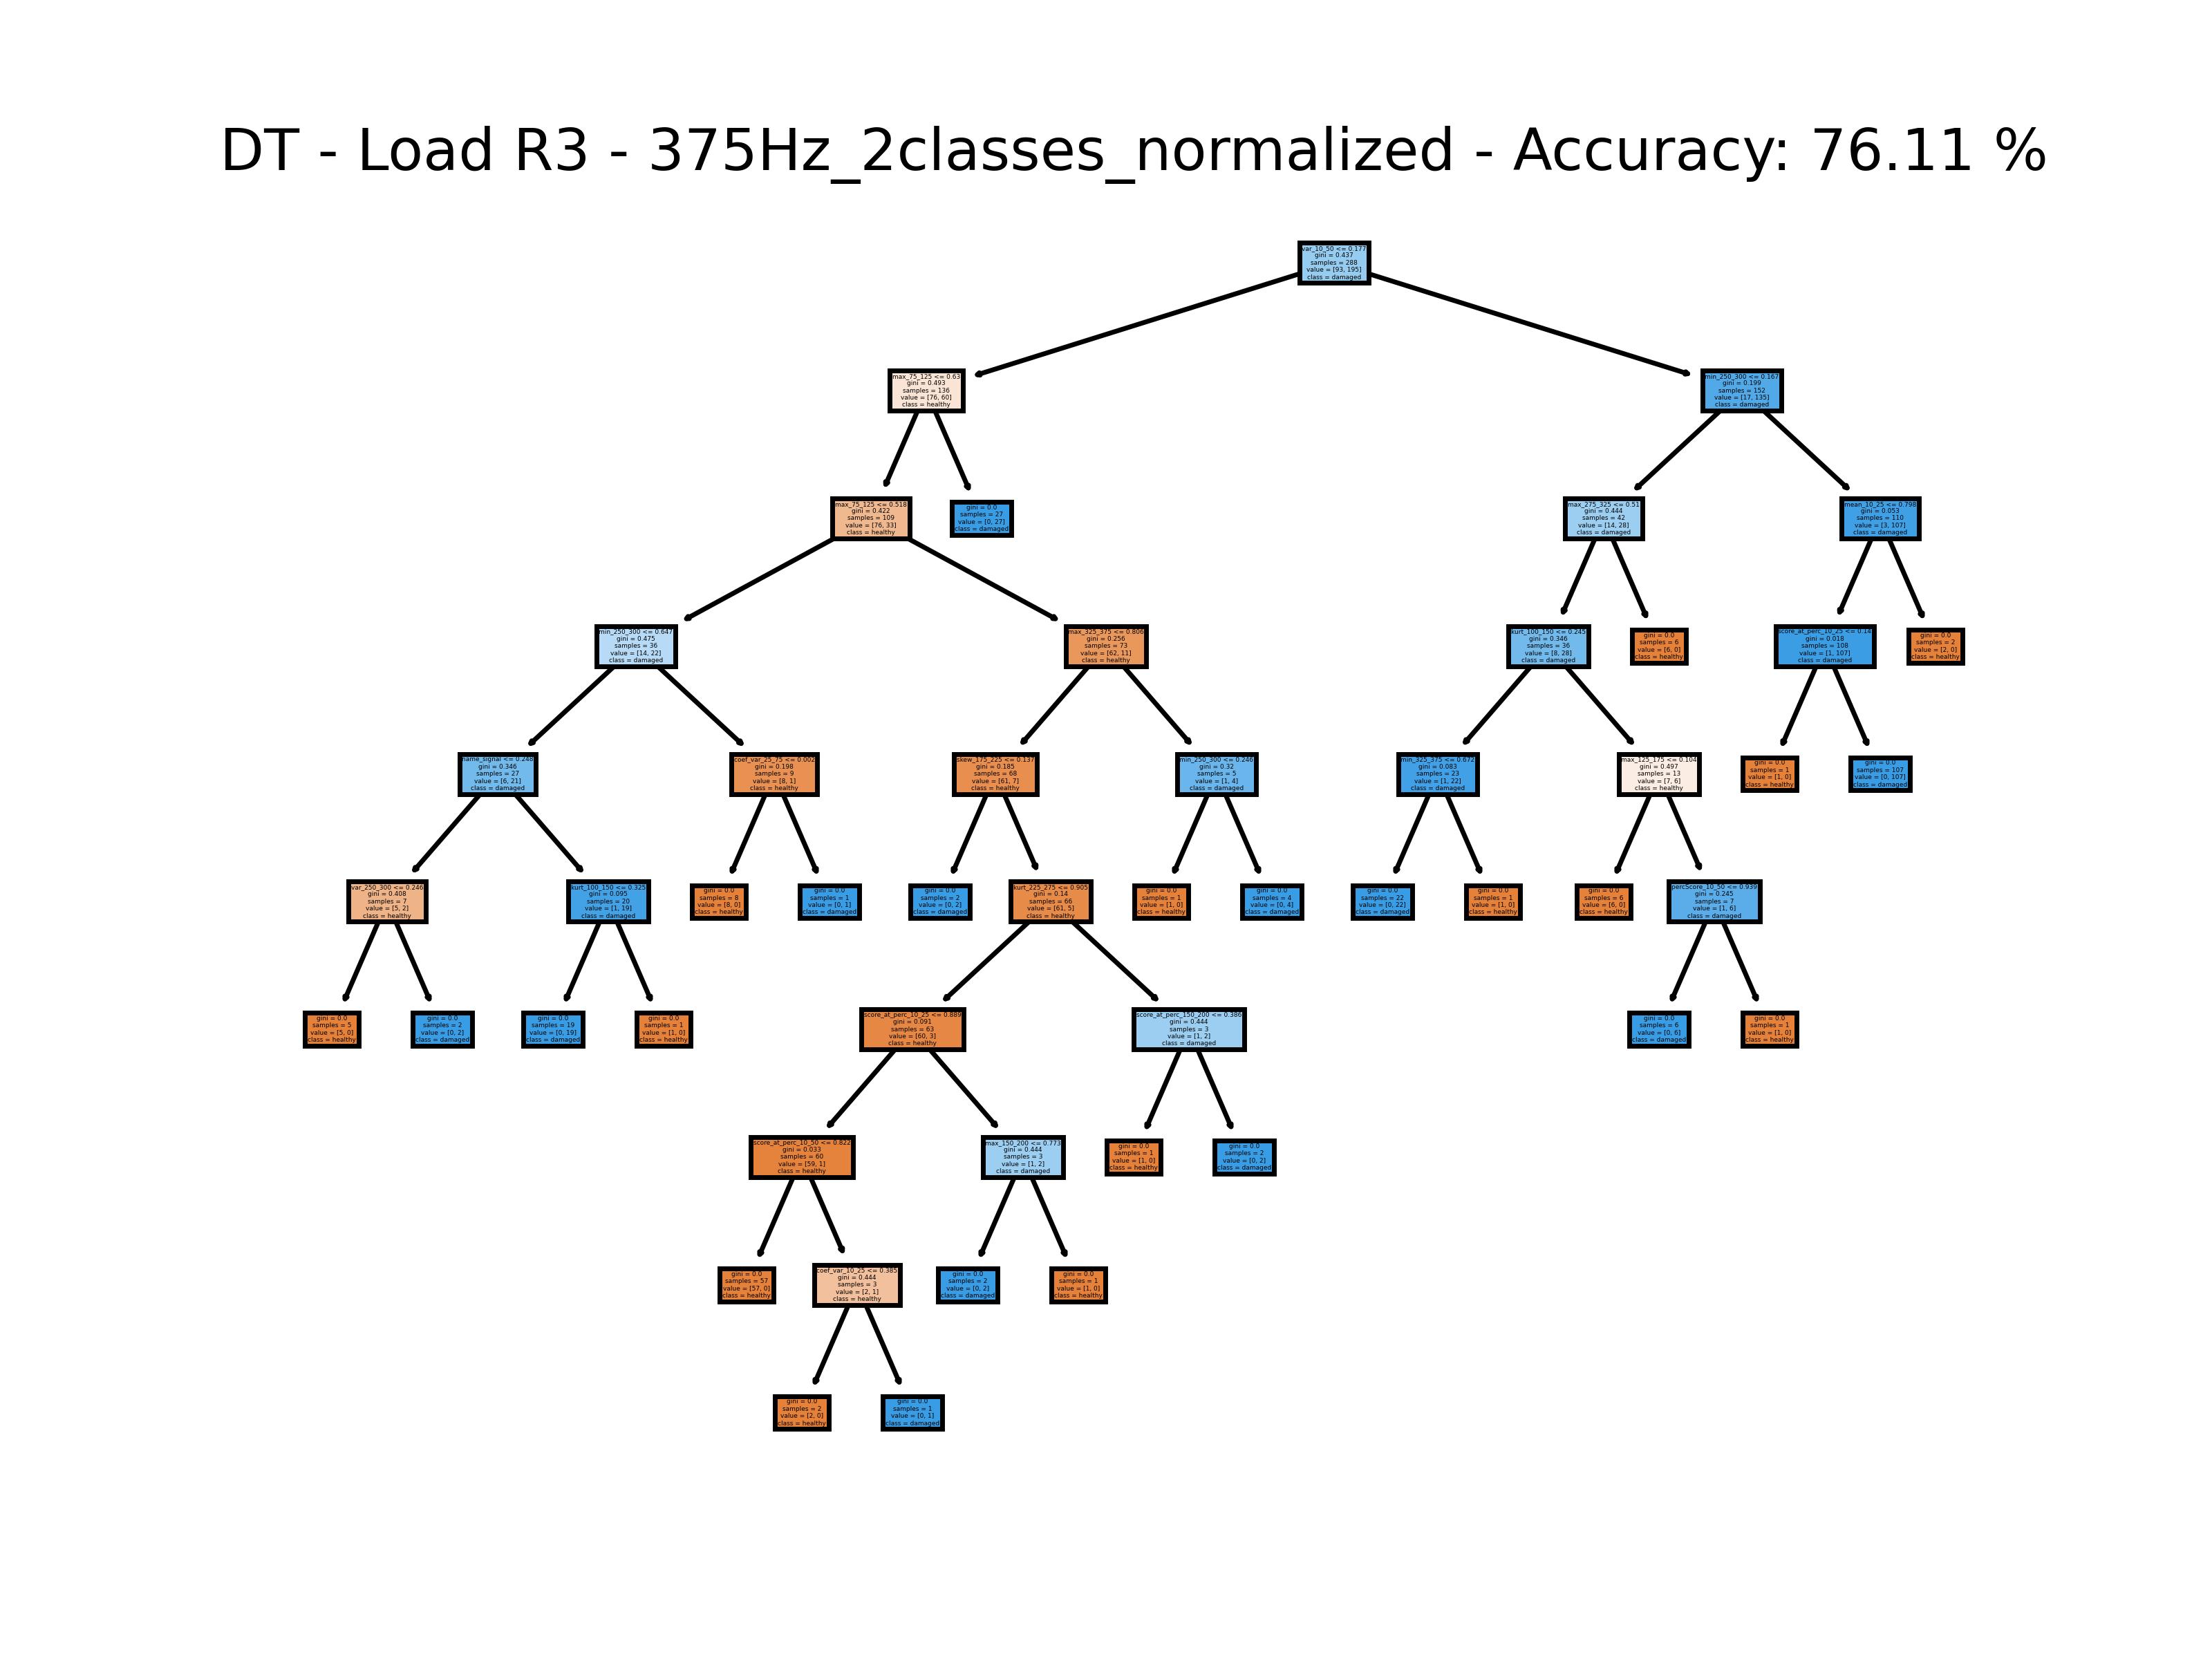 DT - Load R3 - 375Hz_2classes_normalized - Accuracy: 76.11 %
var_10_50 <= 0.177
gini = 0.437
samples = 288
value = [93, 195]
class = damaged
max_75_125 <= 0.63
gini = 0.493
samples = 136
value = [76, 60]
class = healthy
min_250_300 <= 0.167
gini = 0.199
samples = 152
value = [17, 135]
class = damaged
max_75_125 <= 0.518
gini = 0.422
samples = 109
value = [76, 33]
class = healthy
gini = 0.0
samples = 27
value = [0, 27]
class = damaged
max_275_325 <= 0.51
gini = 0.444
samples = 42
value = [14, 28]
class = damaged
mean_10_25 <= 0.798
gini = 0.053
samples = 110
value = [3, 107]
class = damaged
min_250_300 <= 0.647
gini = 0.475
samples = 36
value = [14, 22]
class = damaged
max_325_375 <= 0.806
gini = 0.256
samples = 73
value = [62, 11]
class = healthy
kurt_100_150 <= 0.245
gini = 0.346
samples = 36
value = [8, 28]
class = damaged
gini = 0.0
samples = 6
value = [6, 0]
class = healthy
score_at_perc_10_25 <= 0.14
gini = 0.018
samples = 108
value = [1, 107]
class = damaged
gini = 0.0
samples = 2
value = [2, 0]
class = healthy
name_signal <= 0.248
gini = 0.346
samples = 27
value = [6, 21]
class = damaged
coef_var_25_75 <= 0.002
gini = 0.198
samples = 9
value = [8, 1]
class = healthy
skew_175_225 <= 0.137
gini = 0.185
samples = 68
value = [61, 7]
class = healthy
min_250_300 <= 0.246
gini = 0.32
samples = 5
value = [1, 4]
class = damaged
min_325_375 <= 0.672
gini = 0.083
samples = 23
value = [1, 22]
class = damaged
max_125_175 <= 0.104
gini = 0.497
samples = 13
value = [7, 6]
class = healthy
gini = 0.0
samples = 1
value = [1, 0]
class = healthy
gini = 0.0
samples = 107
value = [0, 107]
class = damaged
var_250_300 <= 0.246
gini = 0.408
samples = 7
value = [5, 2]
class = healthy
kurt_100_150 <= 0.325
gini = 0.095
samples = 20
value = [1, 19]
class = damaged
gini = 0.0
samples = 8
value = [8, 0]
class = healthy
gini = 0.0
samples = 1
value = [0, 1]
class = damaged
gini = 0.0
samples = 2
value = [0, 2]
class = damaged
kurt_225_275 <= 0.905
gini = 0.14
samples = 66
value = [61, 5]
class = healthy
gini = 0.0
samples = 1
value = [1, 0]
class = healthy
gini = 0.0
samples = 4
value = [0, 4]
class = damaged
gini = 0.0
samples = 22
value = [0, 22]
class = damaged
gini = 0.0
samples = 1
value = [1, 0]
class = healthy
gini = 0.0
samples = 6
value = [6, 0]
class = healthy
percScore_10_50 <= 0.939
gini = 0.245
samples = 7
value = [1, 6]
class = damaged
gini = 0.0
samples = 5
value = [5, 0]
class = healthy
gini = 0.0
samples = 2
value = [0, 2]
class = damaged
gini = 0.0
samples = 19
value = [0, 19]
class = damaged
gini = 0.0
samples = 1
value = [1, 0]
class = healthy
score_at_perc_10_25 <= 0.889
gini = 0.091
samples = 63
value = [60, 3]
class = healthy
score_at_perc_150_200 <= 0.386
gini = 0.444
samples = 3
value = [1, 2]
class = damaged
gini = 0.0
samples = 6
value = [0, 6]
class = damaged
gini = 0.0
samples = 1
value = [1, 0]
class = healthy
score_at_perc_10_50 <= 0.822
gini = 0.033
samples = 60
value = [59, 1]
class = healthy
max_150_200 <= 0.773
gini = 0.444
samples = 3
value = [1, 2]
class = damaged
gini = 0.0
samples = 1
value = [1, 0]
class = healthy
gini = 0.0
samples = 2
value = [0, 2]
class = damaged
gini = 0.0
samples = 57
value = [57, 0]
class = healthy
coef_var_10_25 <= 0.385
gini = 0.444
samples = 3
value = [2, 1]
class = healthy
gini = 0.0
samples = 2
value = [0, 2]
class = damaged
gini = 0.0
samples = 1
value = [1, 0]
class = healthy
gini = 0.0
samples = 2
value = [2, 0]
class = healthy
gini = 0.0
samples = 1
value = [0, 1]
class = damaged